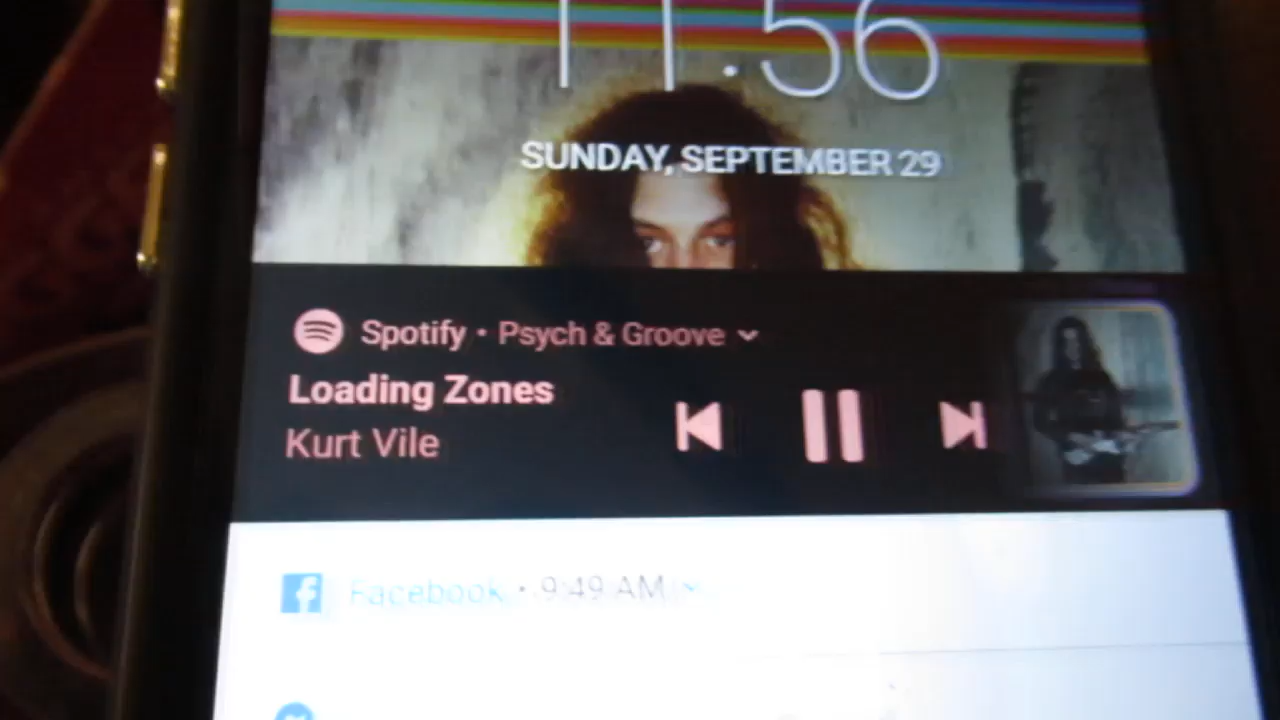 11:56
SUNDAY, SEPTEMBER 29
Spotify • Psych & Groove
Loading Zones
Kurt Vile
Facebook • 9:49 AM